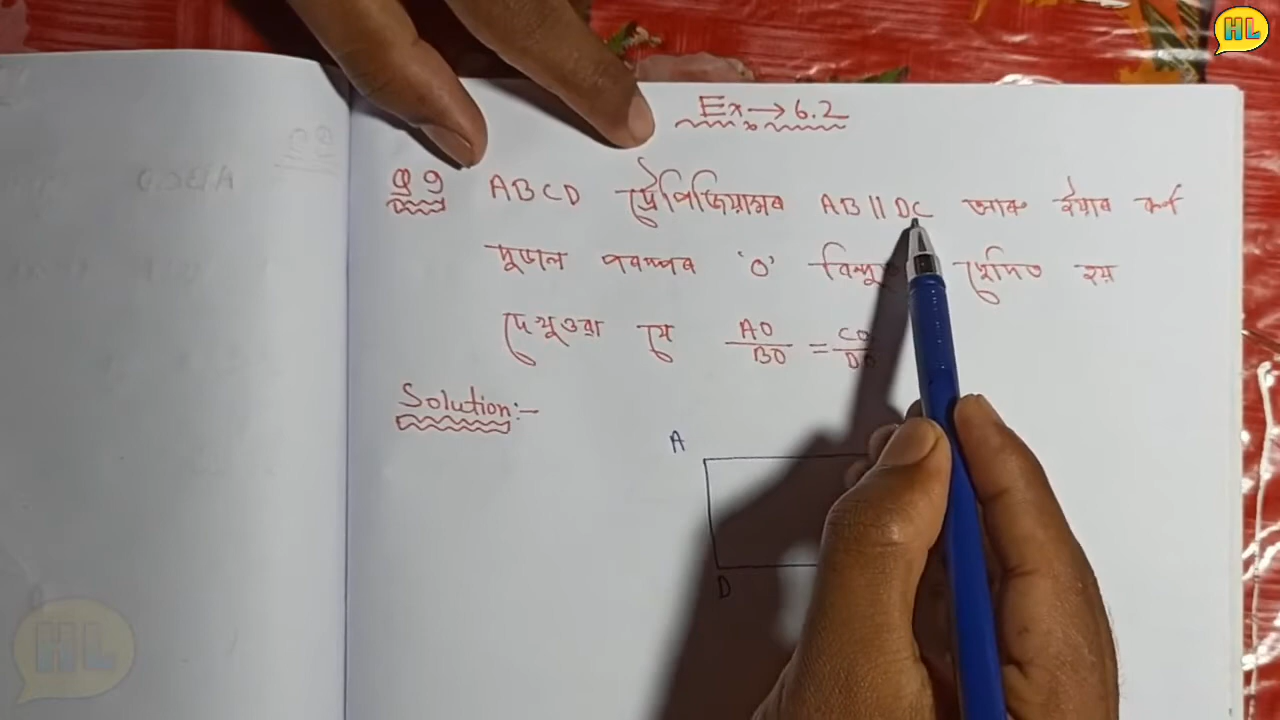 HL
Ex → 6.2
Q 9 ABCD ট্ৰেপিজিয়ামৰ AB || DC আৰু ইয়াৰ কৰ্ণ
দুডাল পৰস্পৰ 'O' বিন্দুত ছেদিত হয়
দেখুওৱা যে AO/BO = CO/DO
Solution:-
A
D
HL